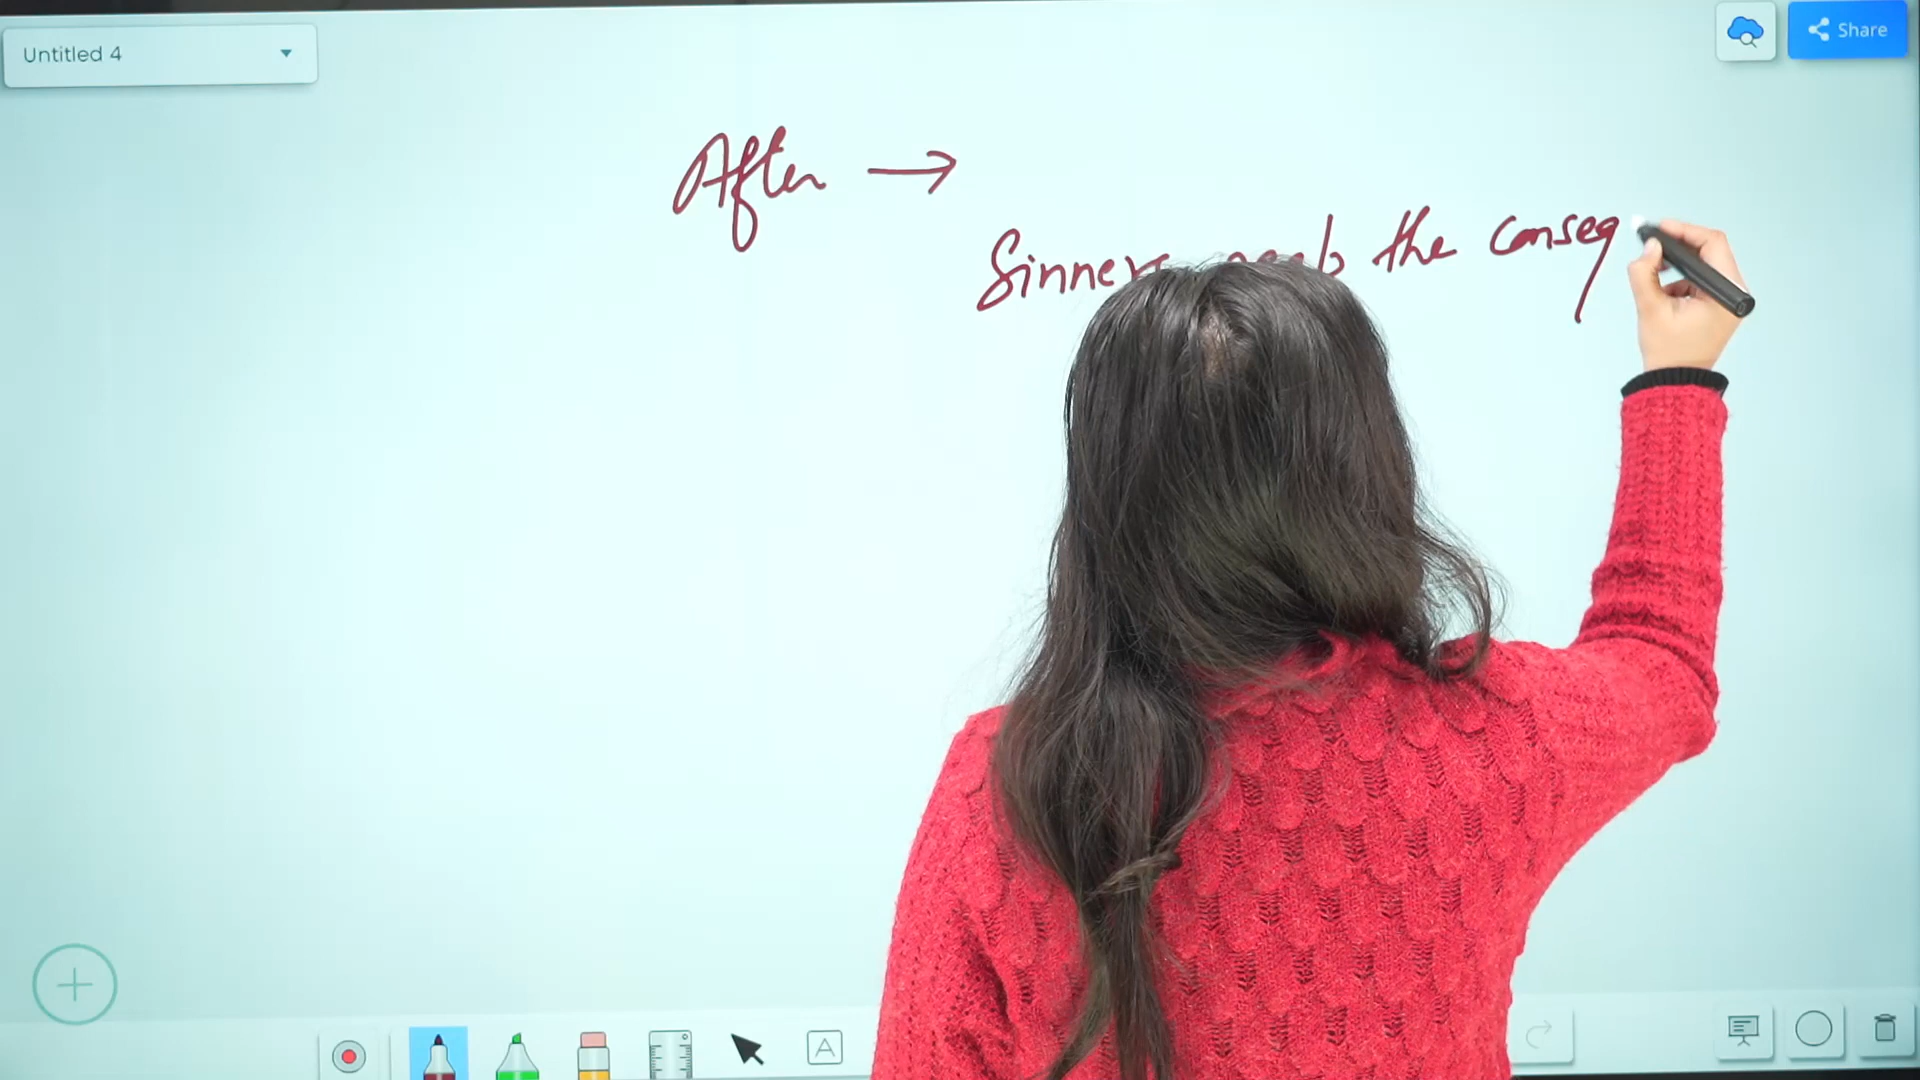 Untitled 4
Share
After →
the conseq
A